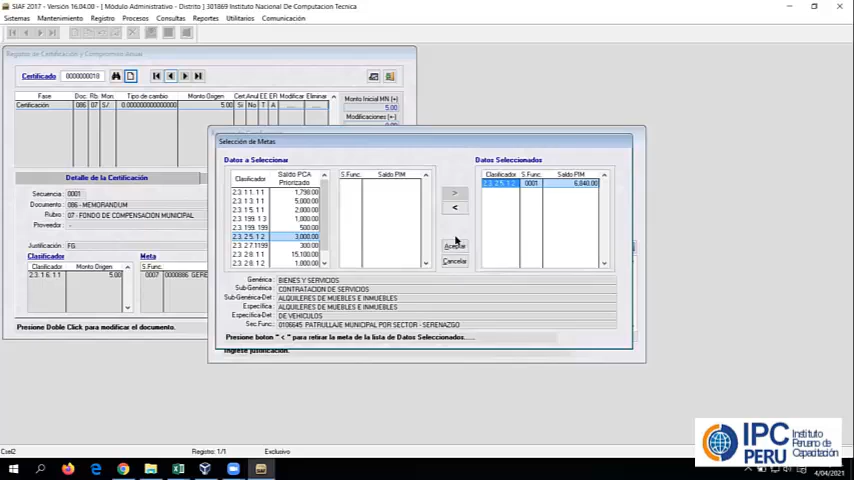 SIAF 2017 - Versión 16.04.00 - [ Módulo Administrativo - Distrito ] 301869 Instituto Nacional De Computacion Tecnica
Sistemas Mantenimiento Registro Procesos Consultas Reportes Utilitarios Comunicación
Registro de Certificación y Compromiso Anual
Certificado 0000000018
Fase Doc. Rb. Mon. Tipo de cambio Monto Origen Cert. Anul EE ER Modificar Eliminar
Certificación 086 07 S/. 0.000000000000000 5.00 Si No T A
Monto Inicial MN (+)
5.00
Modificaciones (+-)
Detalle de la Certificación
Secuencia : 0001
Documento : 086 - MEMORANDUM
Rubro : 07 - FONDO DE COMPENSACION MUNICIPAL
Proveedor : -
Justificación : FG
Clasificador Meta
Clasificador Monto Origen S.Func.
2.3. 1 6. 1 1 5.00 0007 0000886 GERE
Presione Doble Click para modificar el documento.
Selección de Metas
Datos a Seleccionar
Clasificador Saldo PCA Priorizado
2.3. 1 1. 1 1 1,798.00
2.3. 1 3. 1 1 5,000.00
2.3. 1 5. 1 1 2,000.00
2.3. 1 99. 1 3 1,000.00
2.3. 1 99. 199 500.00
2.3. 2 5. 1 2 3,000.00
2.3. 2 7.1199 300.00
2.3. 2 8. 1 1 15,100.00
2.3. 2 8. 1 2 1,900.00
S.Func. Saldo PIM
>
<
Aceptar
Cancelar
Datos Seleccionados
Clasificador S.Func. Saldo PIM
2.3. 2 5. 1 2 0001 6,840.00
Genérica : BIENES Y SERVICIOS
Sub-Genérica : CONTRATACION DE SERVICIOS
Sub-Genérica-Det : ALQUILERES DE MUEBLES E INMUEBLES
Específica : ALQUILERES DE MUEBLES E INMUEBLES
Específica-Det : DE VEHICULOS
Sec.Func. : 0106645 PATRULLAJE MUNICIPAL POR SECTOR - SERENAZGO
Presione boton " < " para retirar la meta de la lista de Datos Seleccionados.....
Ingrese justificación.
Csel2 Registro: 1/1 Exclusivo
IPC PERU
Instituto
Peruano de
Capacitación
4/04/2021